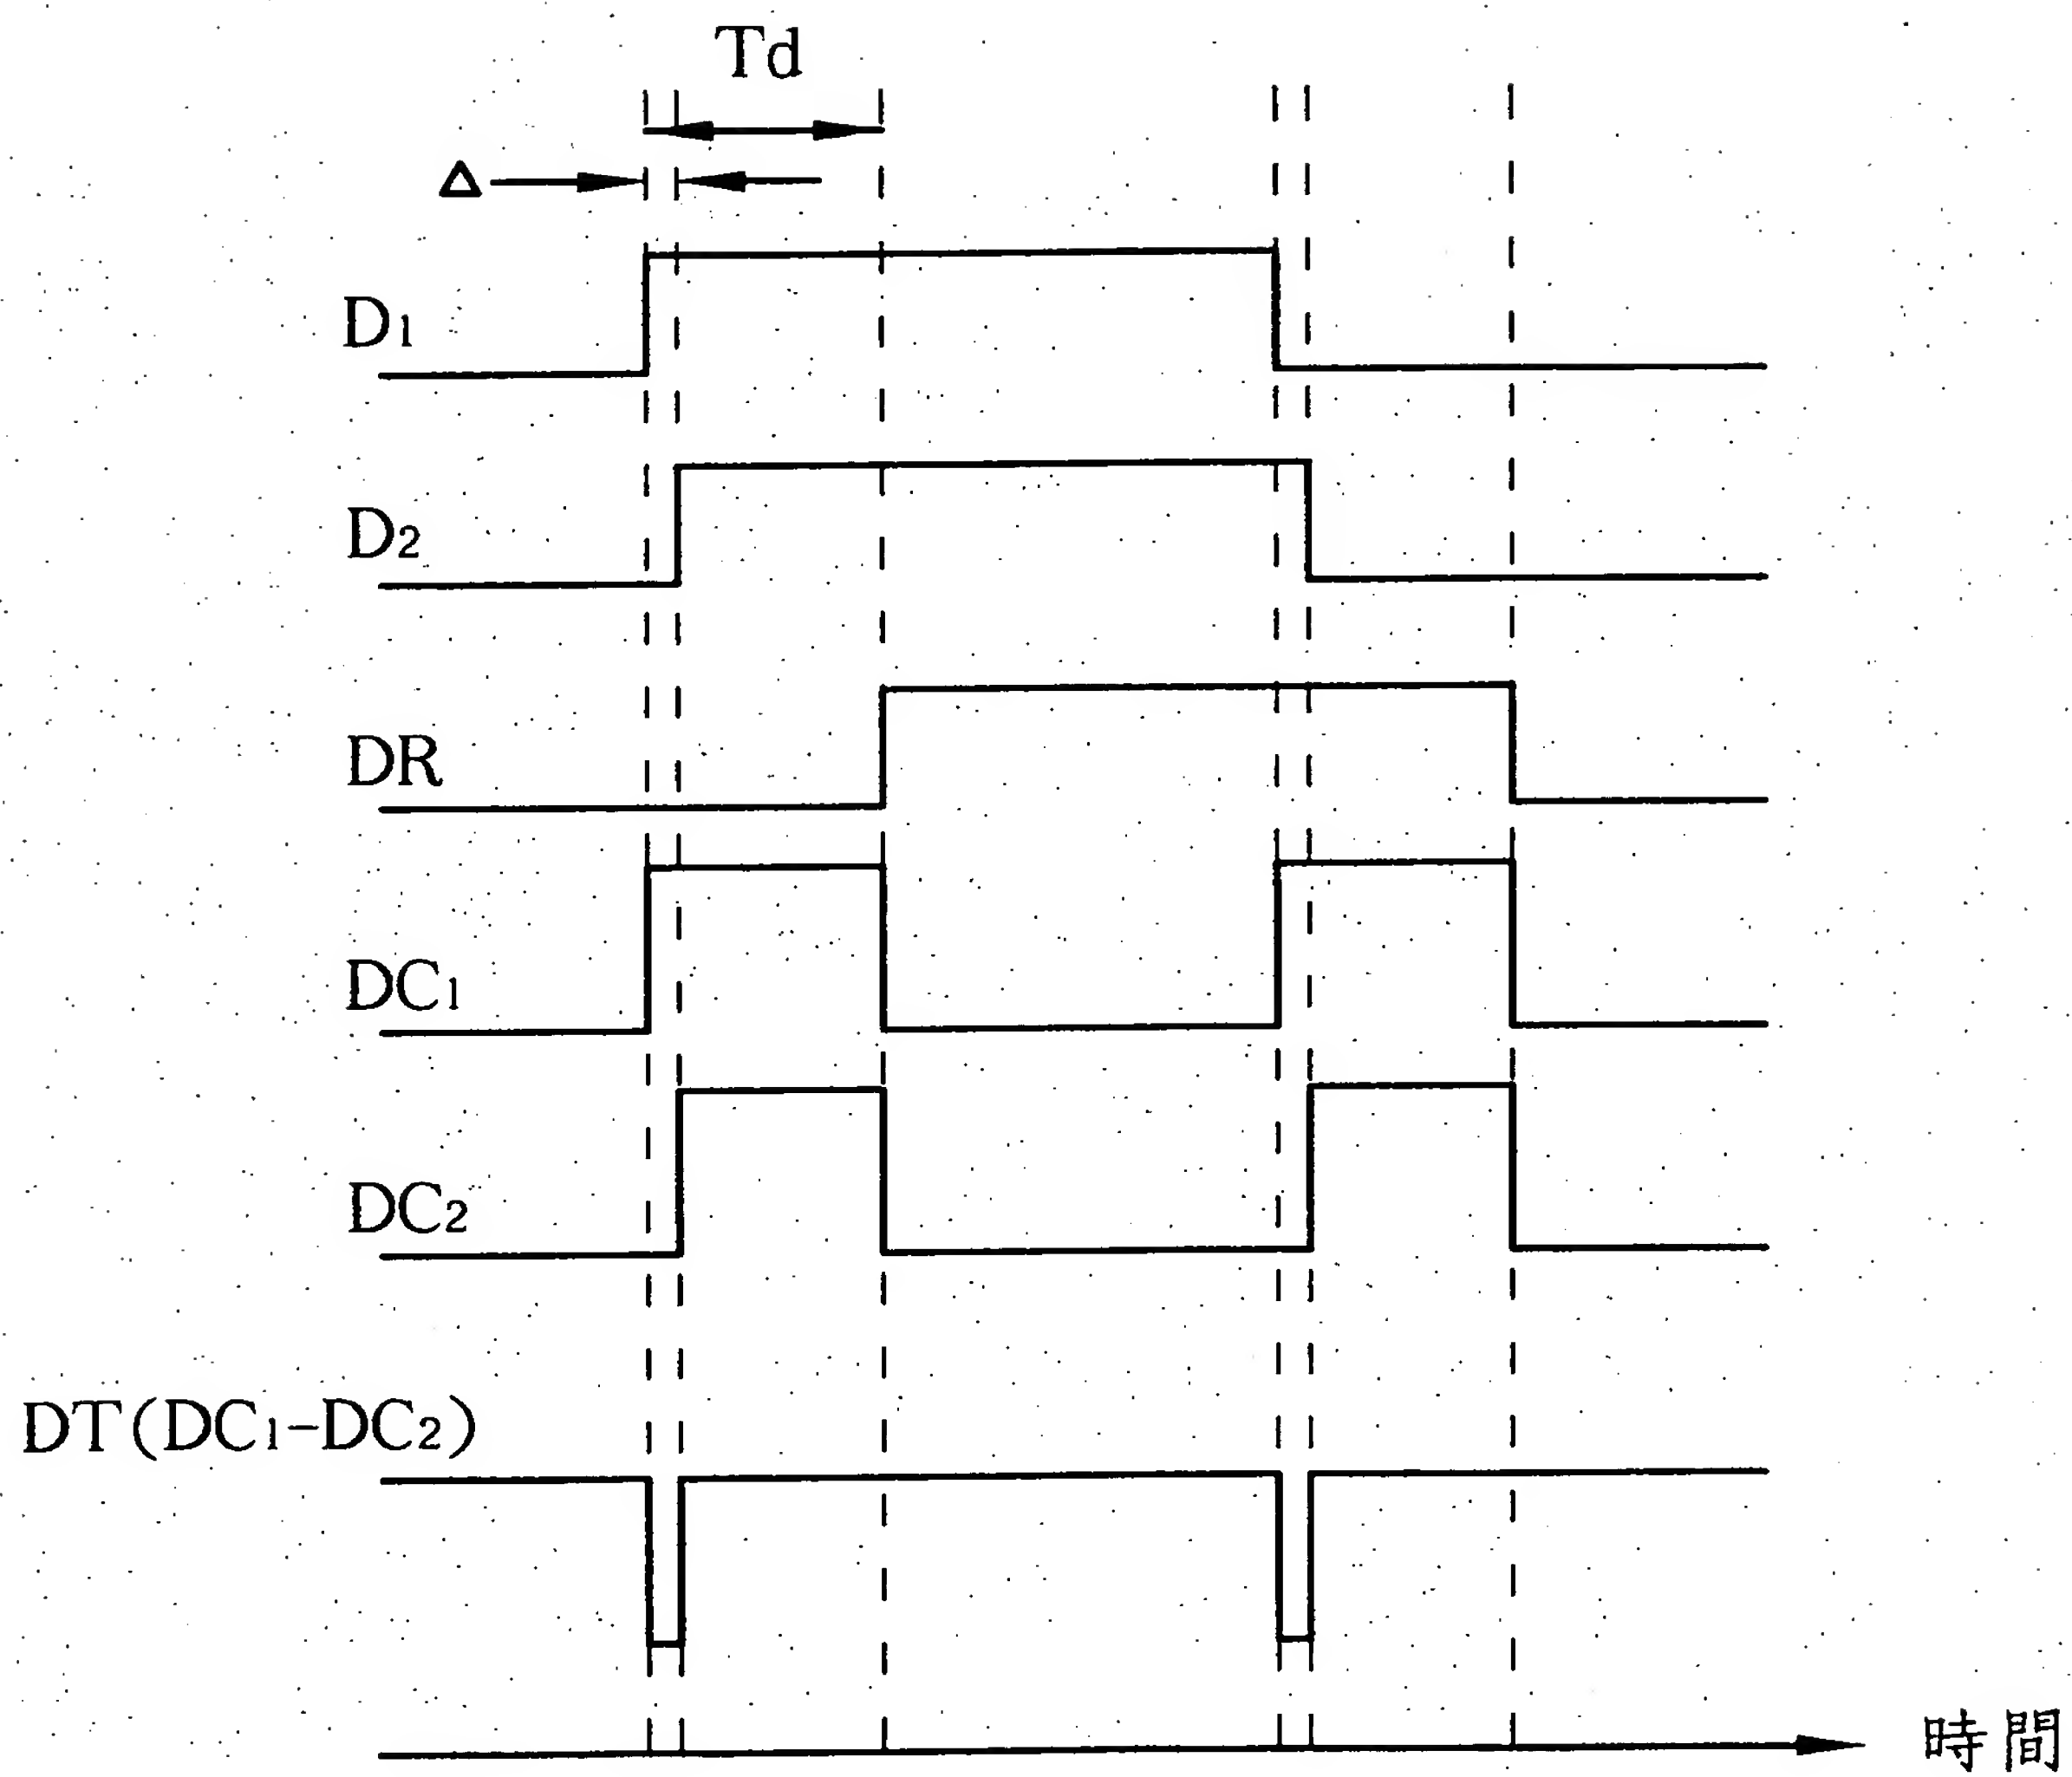 Td
Δ
D1
D2
DR
DC1
DC2
DT(DC1-DC2)
時間